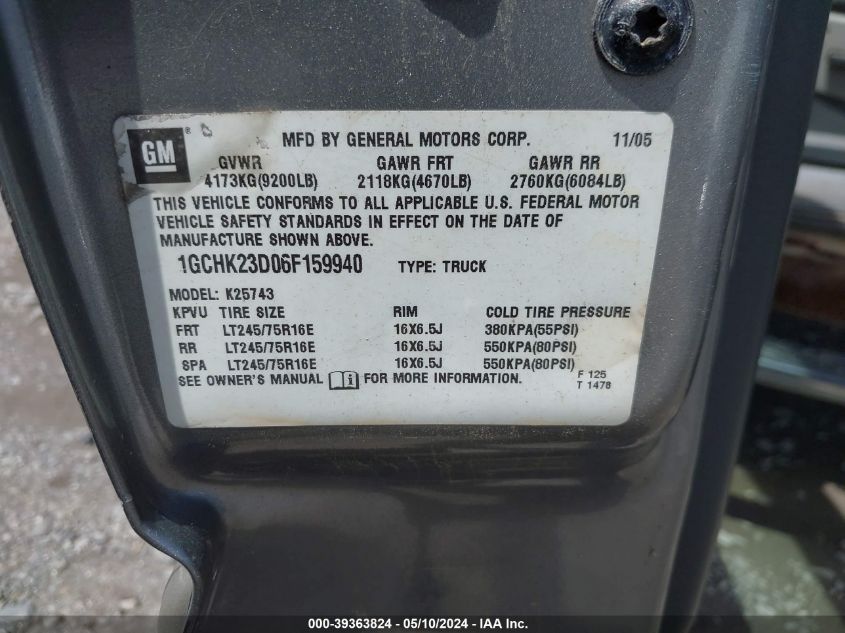 GM ® MFD BY GENERAL MOTORS CORP. 11/05
GVWR GAWR FRT GAWR RR
4173KG(9200LB) 2118KG(4670LB) 2760KG(6084LB)
THIS VEHICLE CONFORMS TO ALL APPLICABLE U.S. FEDERAL MOTOR
VEHICLE SAFETY STANDARDS IN EFFECT ON THE DATE OF
MANUFACTURE SHOWN ABOVE.
1GCHK23D06F159940 TYPE: TRUCK
MODEL: K25743
KPVU TIRE SIZE RIM COLD TIRE PRESSURE
FRT LT245/75R16E 16X6.5J 380KPA(55PSI)
RR LT245/75R16E 16X6.5J 550KPA(80PSI)
SPA LT245/75R16E 16X6.5J 550KPA(80PSI)
SEE OWNER'S MANUAL i FOR MORE INFORMATION. F 125
T 1478
000-39363824 - 05/10/2024 - IAA Inc.